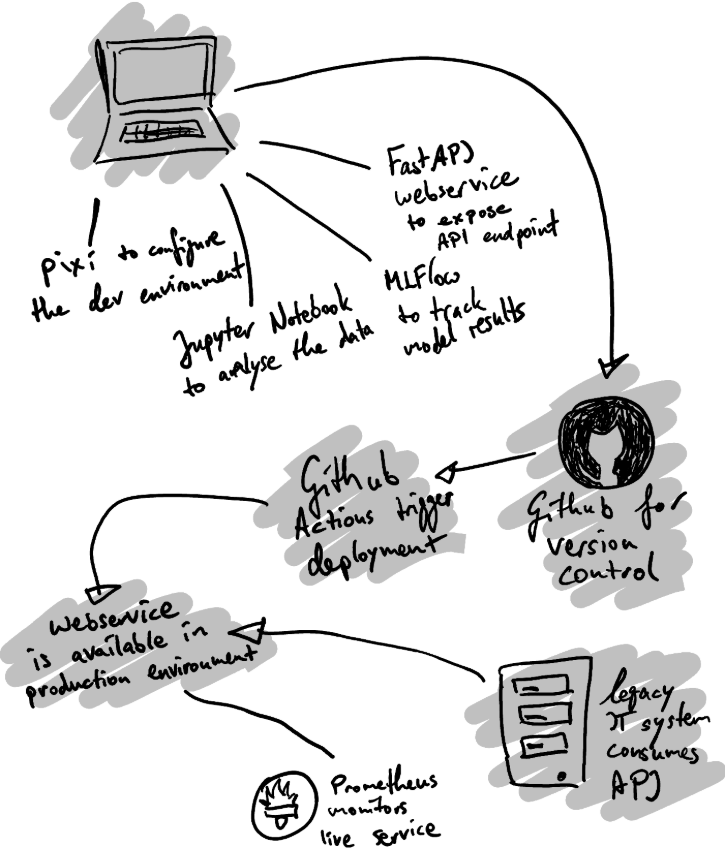 FastAPI
webservice
to expose
API endpoint
pixi to configure
the dev environment
Jupyter Notebook
to analyse the data
MLFlow
to track
model results
Github
Actions trigger
deployment
Github for
version
control
webservice
is available in
production environment
legacy
IT system
consumes
API
Prometheus
monitors
live service